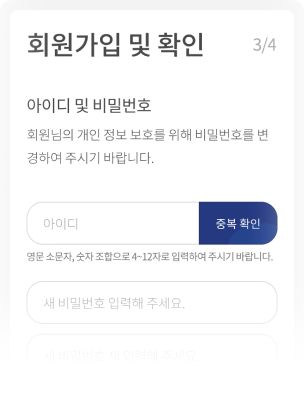 회원가입 및 확인
3/4
아이디 및 비밀번호
회원님의 개인 정보 보호를 위해 비밀번호를 변
경하여 주시기 바랍니다.
아이디
중복 확인
영문 소문자, 숫자 조합으로 4~12자로 입력하여 주시기 바랍니다.
새 비밀번호 입력해 주세요.
새 비밀번호 재 입력해 주세요.